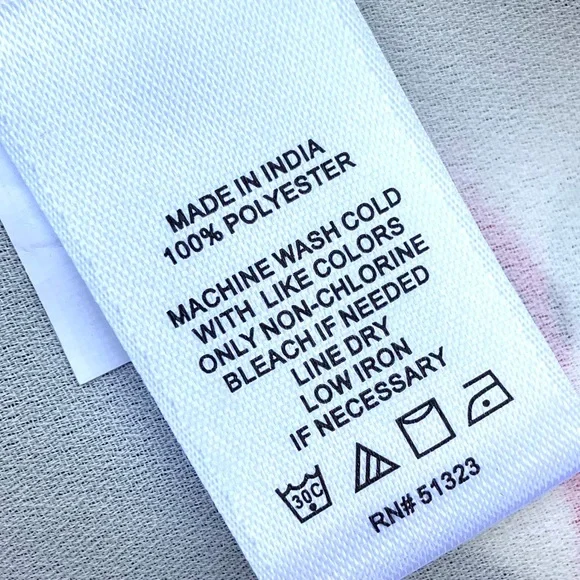 MADE IN INDIA
100% POLYESTER
MACHINE WASH COLD
WITH LIKE COLORS
ONLY NON-CHLORINE
BLEACH IF NEEDED
LINE DRY
LOW IRON
IF NECESSARY
30C
RN# 51323